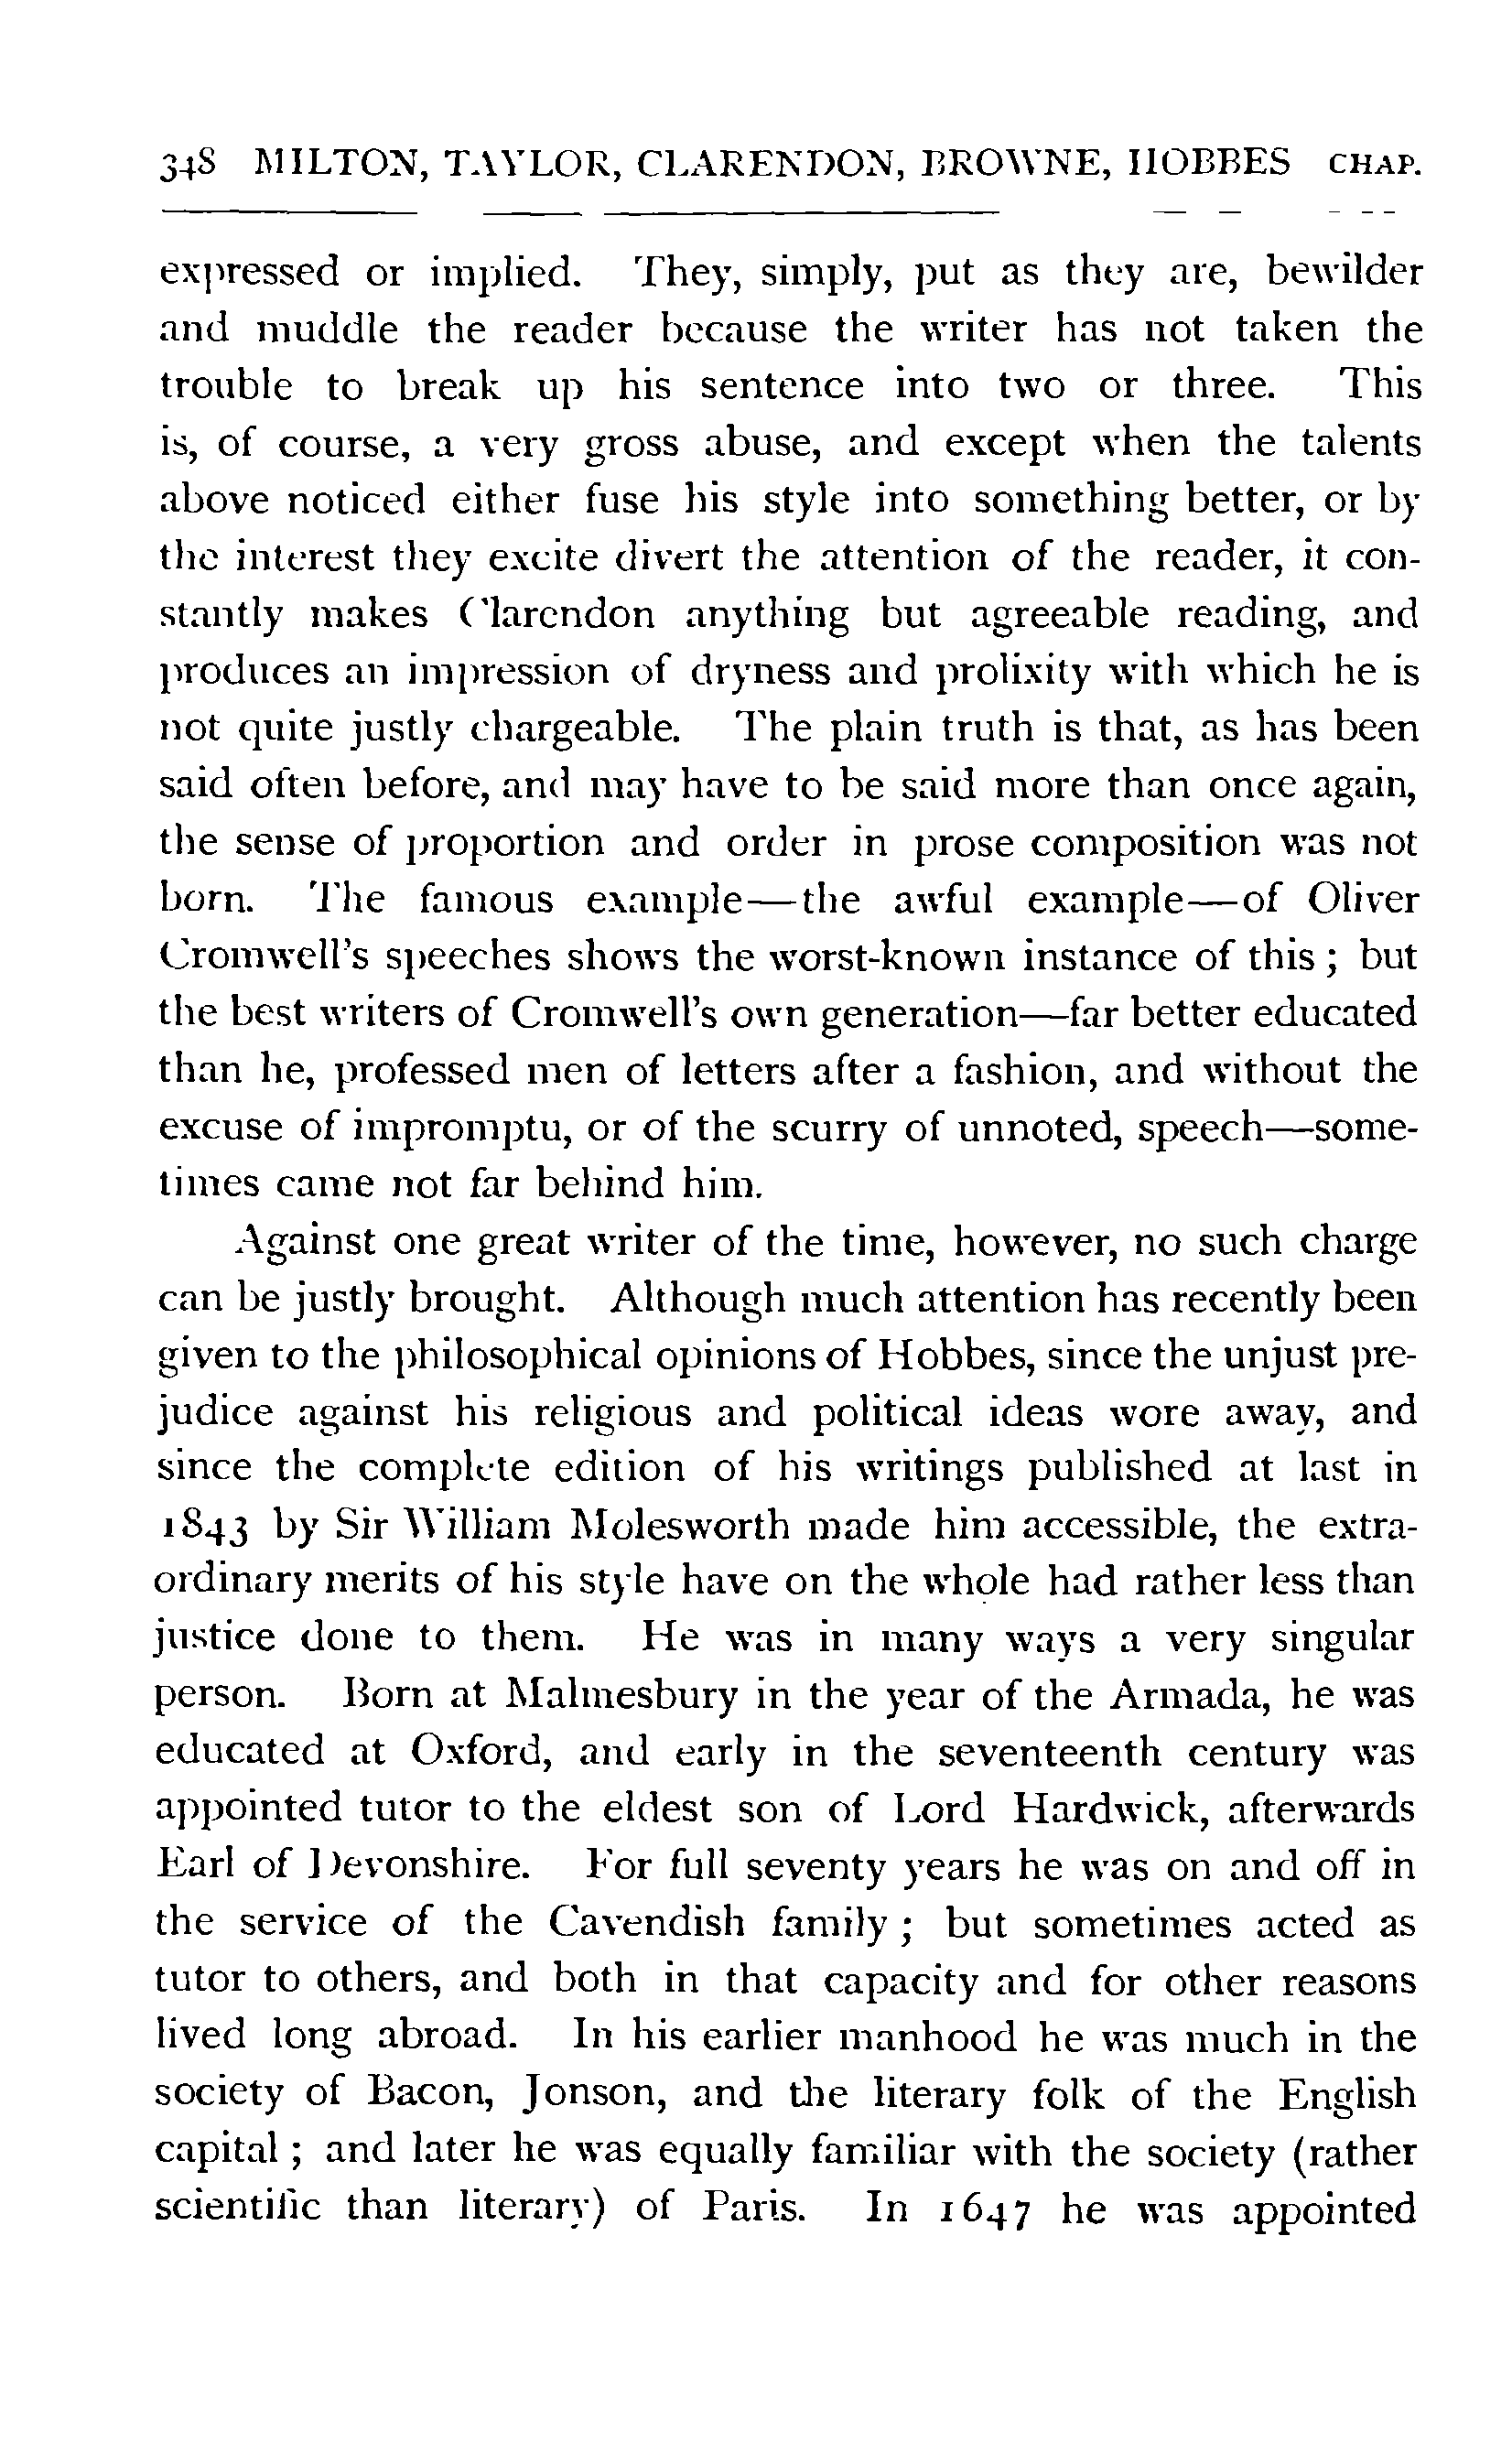 348 MILTON, TAYLOR, CLARENDON, BROWNE, HOBBES CHAP.
expressed or implied. They, simply, put as they are, bewilder
and muddle the reader because the writer has not taken the
trouble to break up his sentence into two or three. This
is, of course, a very gross abuse, and except when the talents
above noticed either fuse his style into something better, or by
the interest they excite divert the attention of the reader, it con-
stantly makes Clarendon anything but agreeable reading, and
produces an impression of dryness and prolixity with which he is
not quite justly chargeable. The plain truth is that, as has been
said often before, and may have to be said more than once again,
the sense of proportion and order in prose composition was not
born. The famous example—the awful example—of Oliver
Cromwell's speeches shows the worst-known instance of this; but
the best writers of Cromwell's own generation—far better educated
than he, professed men of letters after a fashion, and without the
excuse of impromptu, or of the scurry of unnoted, speech—some-
times came not far behind him.
Against one great writer of the time, however, no such charge
can be justly brought. Although much attention has recently been
given to the philosophical opinions of Hobbes, since the unjust pre-
judice against his religious and political ideas wore away, and
since the complete edition of his writings published at last in
1843 by Sir William Molesworth made him accessible, the extra-
ordinary merits of his style have on the whole had rather less than
justice done to them. He was in many ways a very singular
person. Born at Malmesbury in the year of the Armada, he was
educated at Oxford, and early in the seventeenth century was
appointed tutor to the eldest son of Lord Hardwick, afterwards
Earl of Devonshire. For full seventy years he was on and off in
the service of the Cavendish family; but sometimes acted as
tutor to others, and both in that capacity and for other reasons
lived long abroad. In his earlier manhood he was much in the
society of Bacon, Jonson, and the literary folk of the English
capital; and later he was equally familiar with the society (rather
scientific than literary) of Paris. In 1647 he was appointed